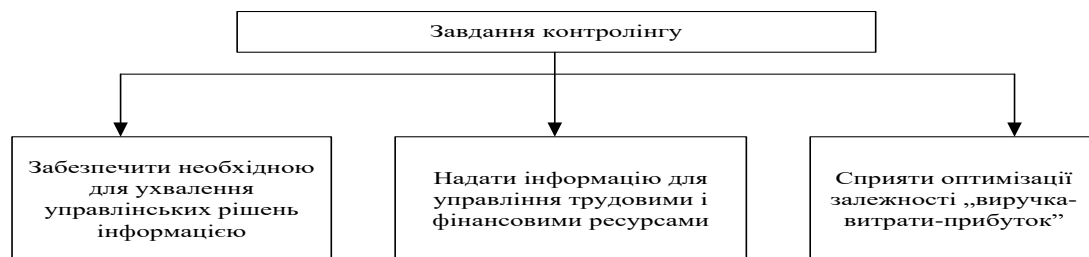 Завдання контролінгу
Забезпечити необхідною
для ухвалення
управлінських рішень
інформацією
Надати інформацію для
управління трудовими і
фінансовими ресурсами
Сприяти оптимізації
залежності „виручка-
витрати-прибуток”